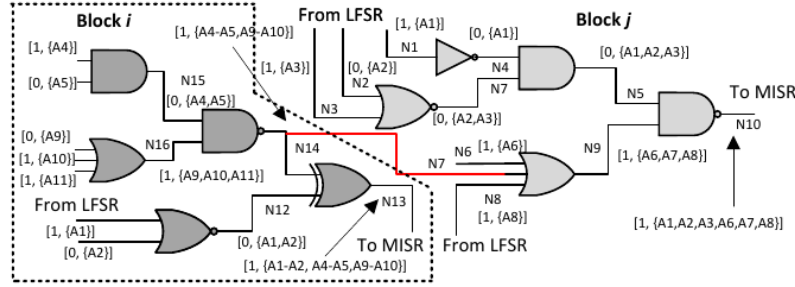 From LFSR
Block i
Block j
[1, {A4-A5,A9-A10}]
[1, {A1}]
[0, {A1}]
[1, {A4}]
N1
[0, {A1,A2,A3}]
[1, {A3}]
[0, {A2}]
N4
[0, {A5}]
N15
N2
N7
N5
To MISR
[0, {A4,A5}]
N3
[0, {A2,A3}]
N10
[0, {A9}]
N16
N14
N6
[1, {A6}]
N9
[1, {A10}]
N7
[1, {A6,A7,A8}]
[1, {A11}]
[1, {A9,A10,A11}]
From LFSR
N12
N13
N8
[1, {A1}]
[1, {A8}]
[1, {A1,A2,A3,A6,A7,A8}]
[0, {A2}]
[0, {A1,A2}]
To MISR
From LFSR
[1, {A1-A2, A4-A5,A9-A10}]